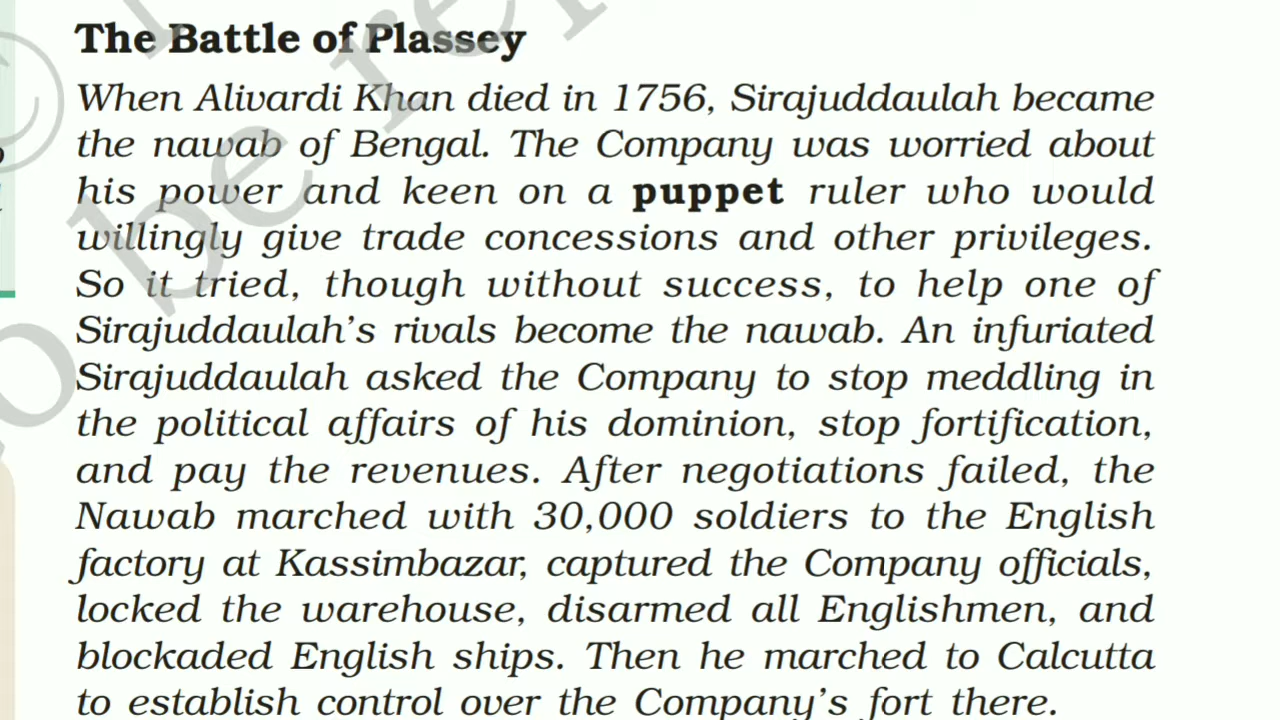 The Battle of Plassey
When Alivardi Khan died in 1756, Sirajuddaulah became
the nawab of Bengal. The Company was worried about
his power and keen on a puppet ruler who would
willingly give trade concessions and other privileges.
So it tried, though without success, to help one of
Sirajuddaulah's rivals become the nawab. An infuriated
Sirajuddaulah asked the Company to stop meddling in
the political affairs of his dominion, stop fortification,
and pay the revenues. After negotiations failed, the
Nawab marched with 30,000 soldiers to the English
factory at Kassimbazar, captured the Company officials,
locked the warehouse, disarmed all Englishmen, and
blockaded English ships. Then he marched to Calcutta
to establish control over the Company's fort there.